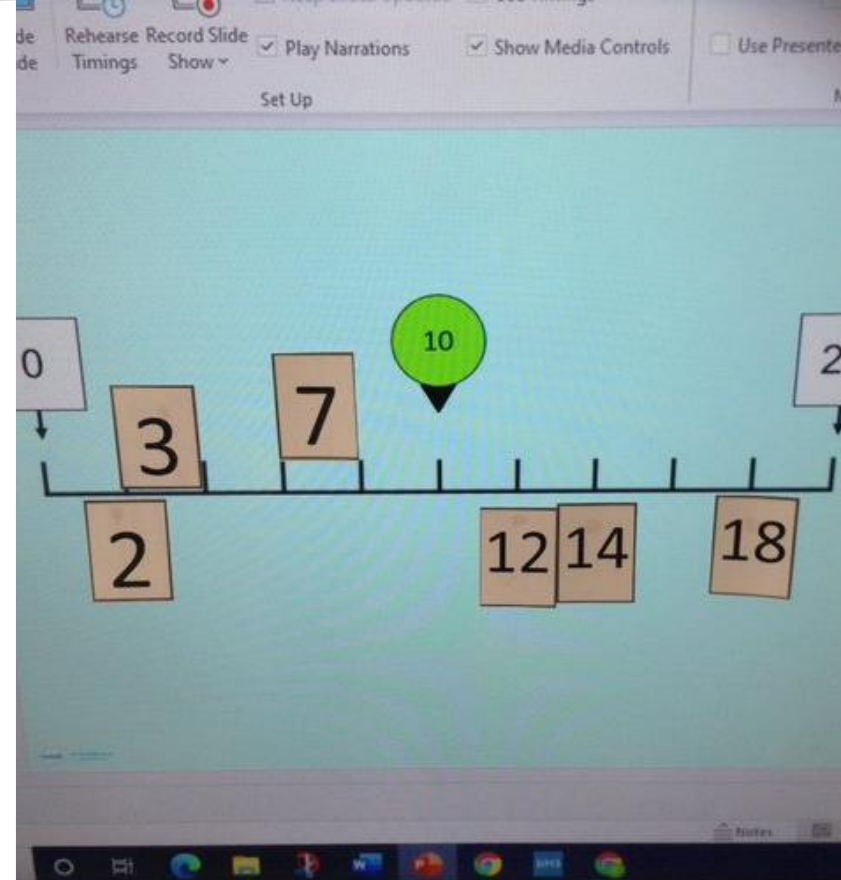 de Rehearse Record Slide
de Timings Show
Play Narrations
Show Media Controls
Use Presente
Set Up
10
0
2
3
7
2
12
14
18
Notes